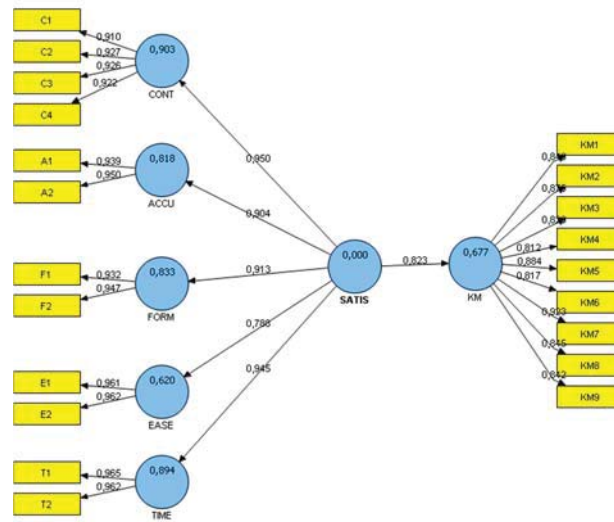 C1
C2
C3
C4
0,910
0,927
0,926
0,922
0,903
CONT
A1
A2
0,939
0,950
0,818
ACCU
F1
F2
0,932
0,947
0,833
FORM
E1
E2
0,961
0,962
0,620
EASE
T1
T2
0,965
0,962
0,894
TIME
0,950
0,904
0,913
0,788
0,945
0,000
SATIS
0,823
0,677
KM
0,812
0,884
0,817
0,845
0,842
KM1
KM2
KM3
KM4
KM5
KM6
KM7
KM8
KM9